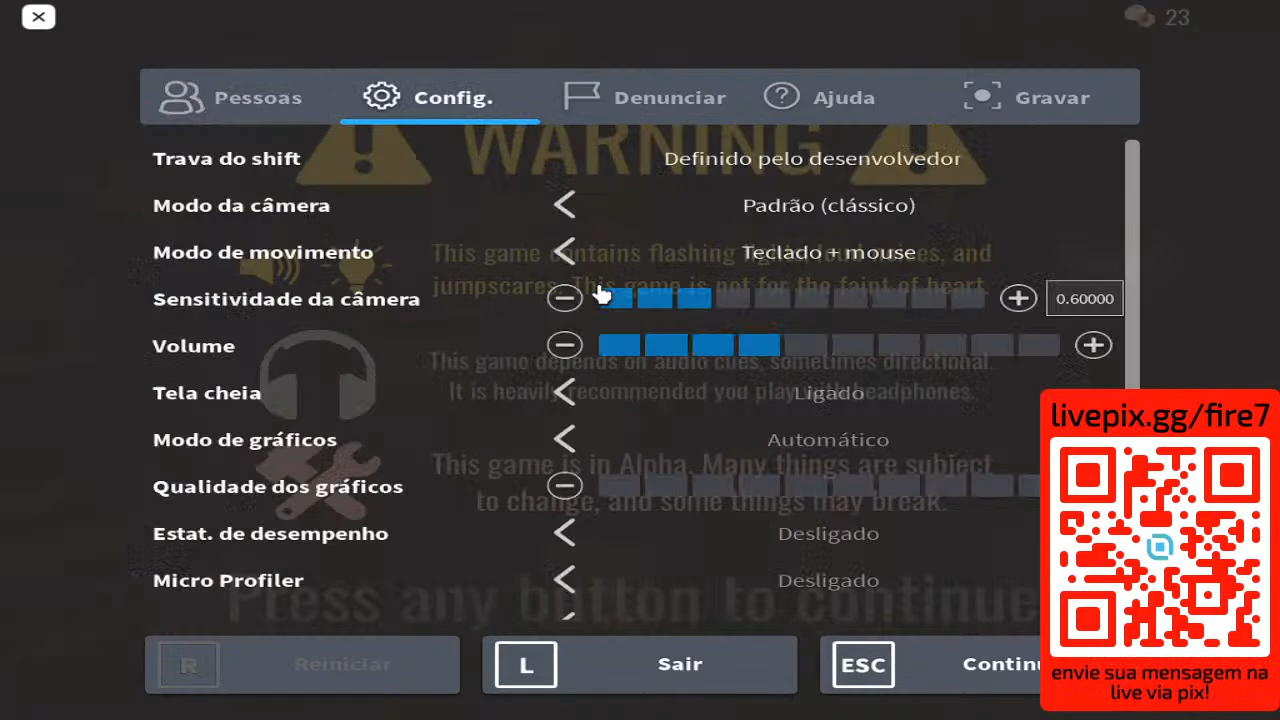 23
Pessoas
Config.
Denunciar
Ajuda
Gravar
WARNING
Trava do shift
Definido pelo desenvolvedor
Modo da câmera
Padrão (clássico)
This game contains flashing lights, loud noises, and
Modo de movimento
Teclado + mouse
jumpscares. This game is not for the faint of heart.
Sensitividade da câmera
0.60000
Volume
This game depends on audio cues, sometimes directional.
It is heavily recommended you play with headphones.
Tela cheia
Ligado
Modo de gráficos
Automático
This game is in Alpha. Many things are subject
to change, and some things may break.
Qualidade dos gráficos
Estat. de desempenho
Desligado
Micro Profiler
Desligado
Press button to continue
R
Reiniciar
L
Sair
ESC
Continu
livepix.gg/fire7
envie sua mensagem na
live via pix!